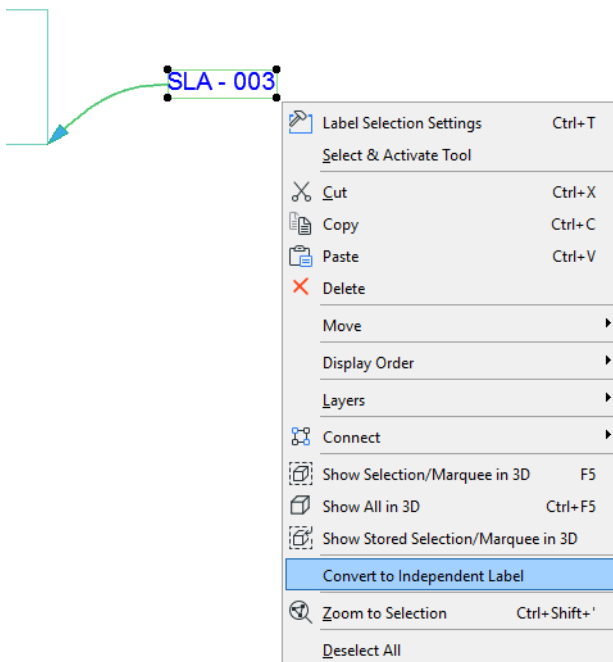 SLA - 003
Label Selection Settings Ctrl+T
Select & Activate Tool
Cut Ctrl+X
Copy Ctrl+C
Paste Ctrl+V
Delete
Move
Display Order
Layers
Connect
Show Selection/Marquee in 3D F5
Show All in 3D Ctrl+F5
Show Stored Selection/Marquee in 3D
Convert to Independent Label
Zoom to Selection Ctrl+Shift+'
Deselect All